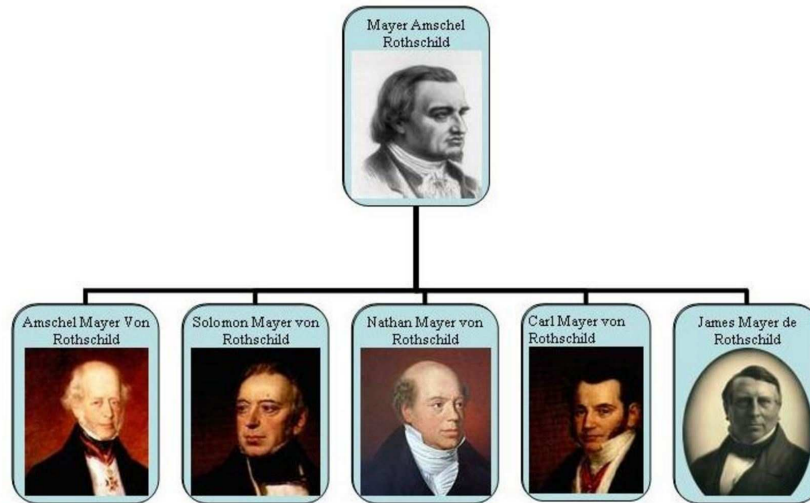 Mayer Amschel
Rothschild
Amschel Mayer Von
Rothschild
Solomon Mayer von
Rothschild
Nathan Mayer von
Rothschild
Carl Mayer von
Rothschild
James Mayer de
Rothschild